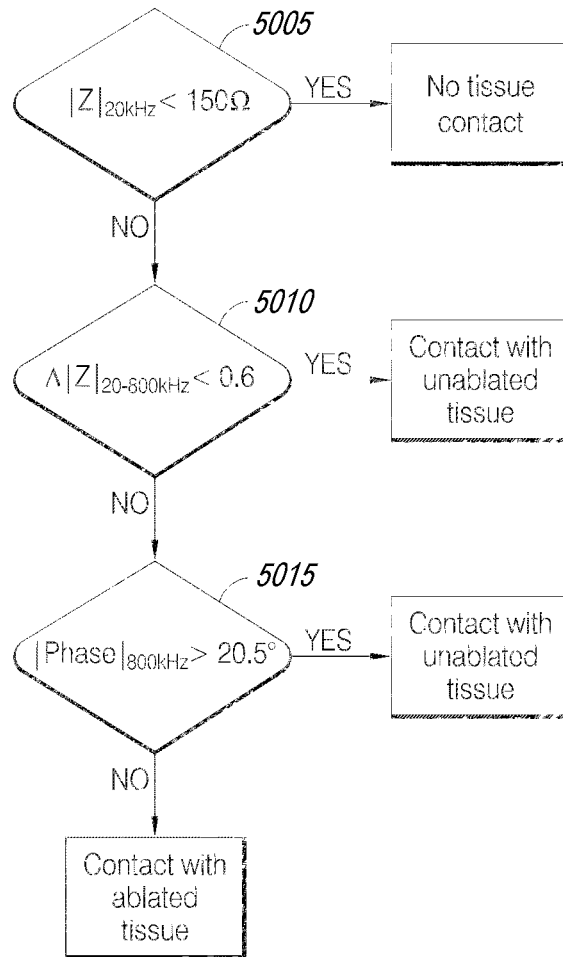 5005
|Z|20kHz < 150Ω
YES
No tissue
contact
NO
5010
Λ|Z|20-800kHz < 0.6
YES
Contact with
unablated
tissue
NO
5015
|Phase|800kHz > 20.5°
YES
Contact with
unablated
tissue
NO
Contact with
ablated
tissue